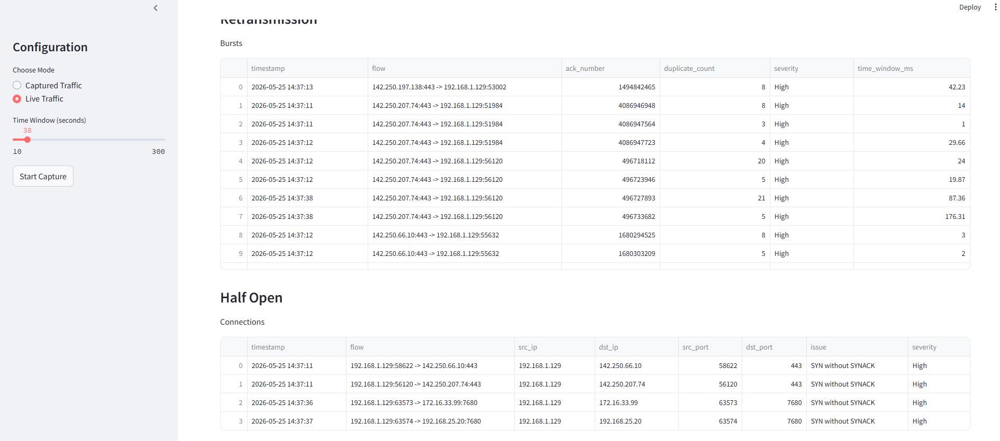 Deploy
Configuration
Choose Mode
Captured Traffic
Live Traffic
Time Window (seconds)
38
10 300
Start Capture
Retransmission
Bursts
timestamp flow ack_number duplicate_count severity time_window_ms
0 2026-05-25 14:37:13 142.250.197.138:443 -> 192.168.1.129:53002 1494842465 8 High 42.23
1 2026-05-25 14:37:11 142.250.207.74:443 -> 192.168.1.129:51984 4086946948 8 High 14
2 2026-05-25 14:37:11 142.250.207.74:443 -> 192.168.1.129:51984 4086947564 3 High 1
3 2026-05-25 14:37:12 142.250.207.74:443 -> 192.168.1.129:51984 4086947723 4 High 29.66
4 2026-05-25 14:37:12 142.250.207.74:443 -> 192.168.1.129:56120 496718112 20 High 24
5 2026-05-25 14:37:12 142.250.207.74:443 -> 192.168.1.129:56120 496723946 5 High 19.87
6 2026-05-25 14:37:38 142.250.207.74:443 -> 192.168.1.129:56120 496727893 21 High 87.36
7 2026-05-25 14:37:38 142.250.207.74:443 -> 192.168.1.129:56120 496733682 5 High 176.31
8 2026-05-25 14:37:12 142.250.66.10:443 -> 192.168.1.129:55632 1680294525 8 High 3
9 2026-05-25 14:37:12 142.250.66.10:443 -> 192.168.1.129:55632 1680303209 5 High 2
Half Open
Connections
timestamp flow src_ip dst_ip src_port dst_port issue severity
0 2026-05-25 14:37:11 192.168.1.129:58622 -> 142.250.66.10:443 192.168.1.129 142.250.66.10 58622 443 SYN without SYNACK High
1 2026-05-25 14:37:11 192.168.1.129:56120 -> 142.250.207.74:443 192.168.1.129 142.250.207.74 56120 443 SYN without SYNACK High
2 2026-05-25 14:37:36 192.168.1.129:63573 -> 172.16.33.99:7680 192.168.1.129 172.16.33.99 63573 7680 SYN without SYNACK High
3 2026-05-25 14:37:37 192.168.1.129:63574 -> 192.168.25.20:7680 192.168.1.129 192.168.25.20 63574 7680 SYN without SYNACK High